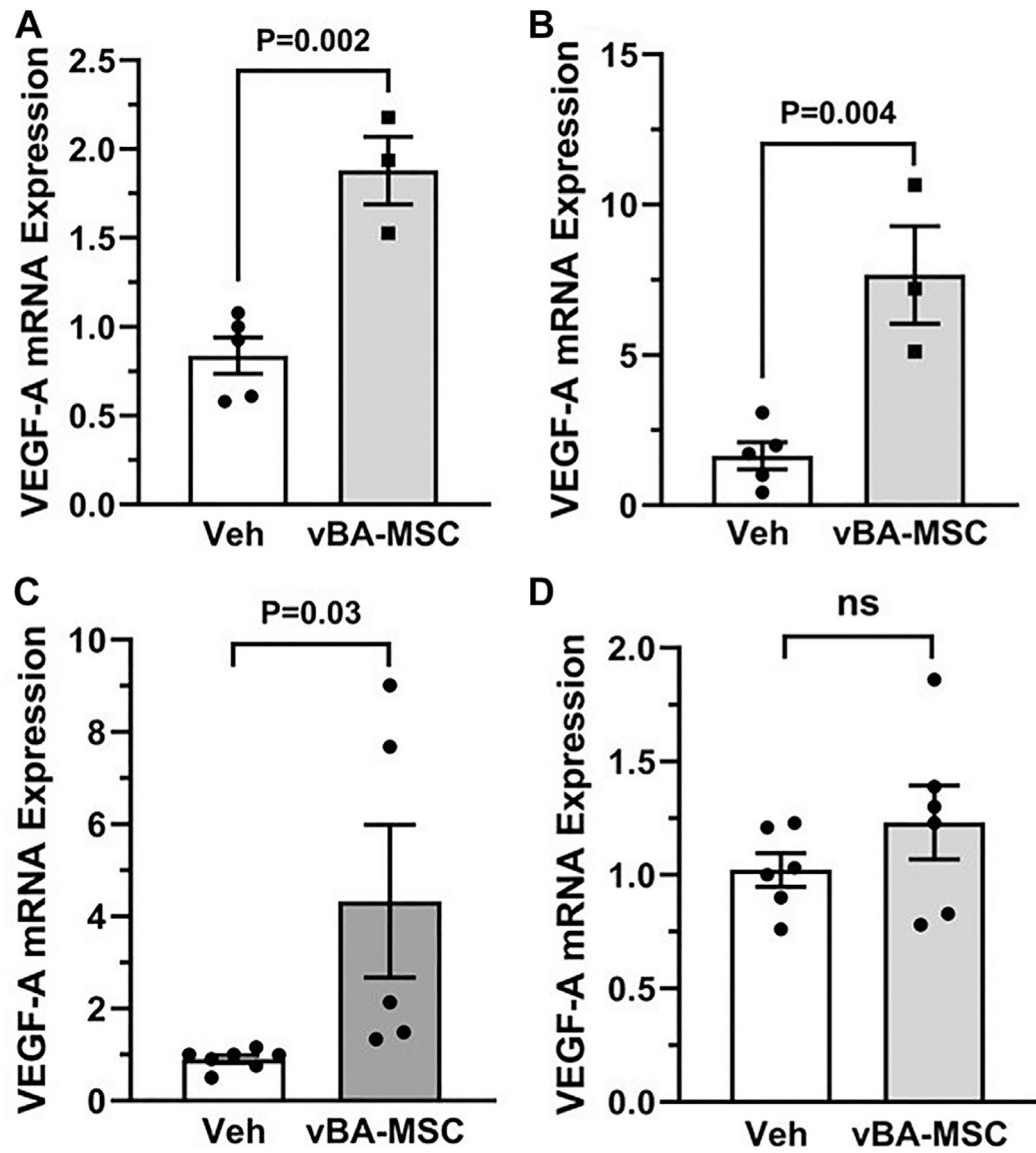 A
VEGF-A mRNA Expression
P=0.002
2.5
2.0
1.5
1.0
0.5
0.0
Veh vBA-MSC
B
VEGF-A mRNA Expression
P=0.004
15
10
5
0
Veh vBA-MSC
C
VEGF-A mRNA Expression
P=0.03
10
8
6
4
2
0
Veh vBA-MSC
D
VEGF-A mRNA Expression
ns
2.0
1.5
1.0
0.5
0.0
Veh vBA-MSC